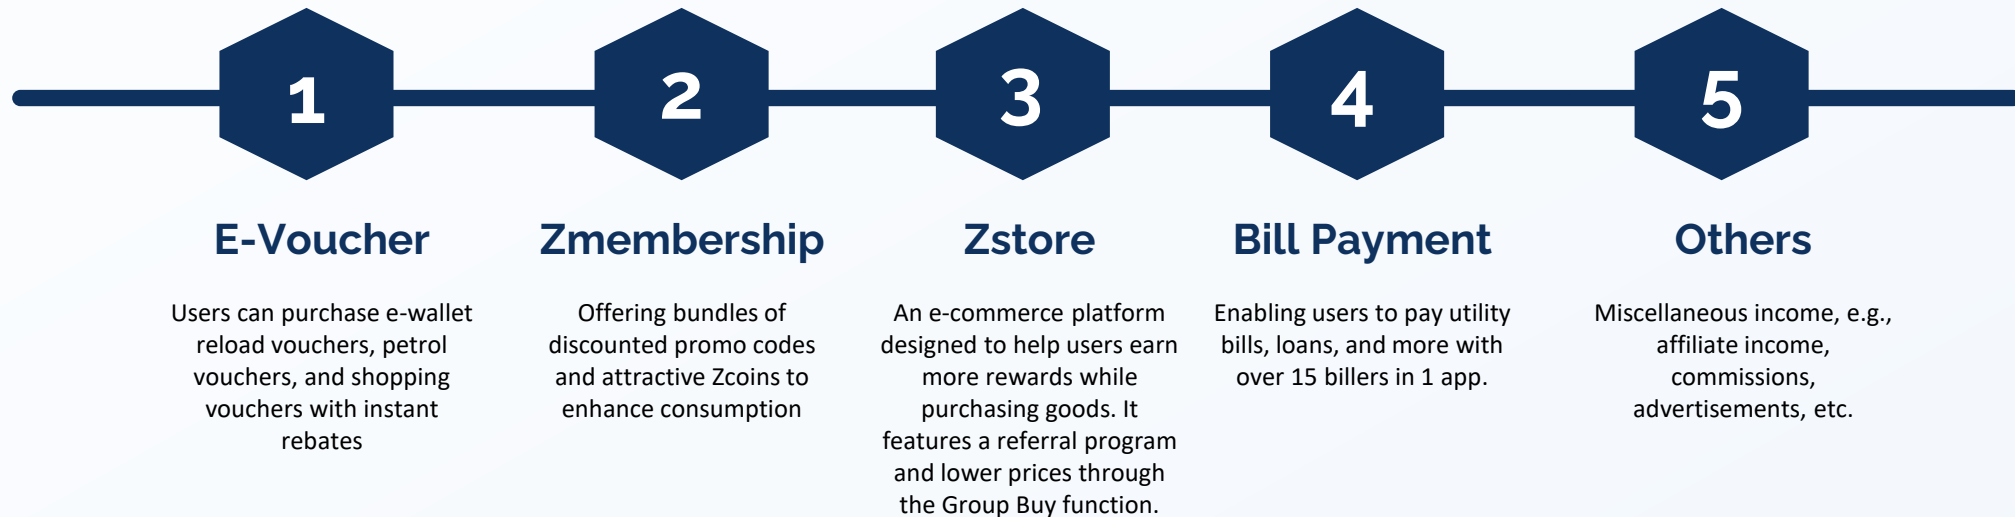 1
2
3
4
5
E-Voucher
Users can purchase e-wallet
reload vouchers, petrol
vouchers, and shopping
vouchers with instant
rebates
Zmembership
Offering bundles of
discounted promo codes
and attractive Zcoins to
enhance consumption
Zstore
An e-commerce platform
designed to help users earn
more rewards while
purchasing goods. It
features a referral program
and lower prices through
the Group Buy function.
Bill Payment
Enabling users to pay utility
bills, loans, and more with
over 15 billers in 1 app.
Others
Miscellaneous income, e.g.,
affiliate income,
commissions,
advertisements, etc.